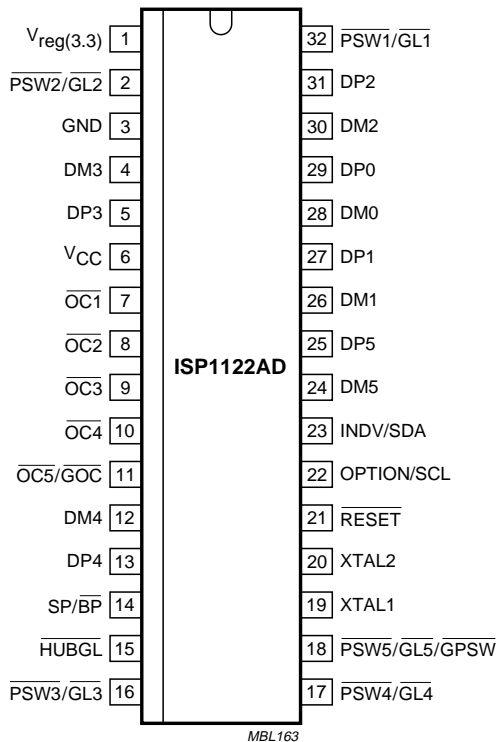 Vreg(3.3) 1
PSW2/GL2 2
GND 3
DM3 4
DP3 5
VCC 6
OC1 7
OC2 8
OC3 9
OC4 10
OC5/GOC 11
DM4 12
DP4 13
SP/BP 14
HUBGL 15
PSW3/GL3 16
ISP1122AD
32 PSW1/GL1
31 DP2
30 DM2
29 DP0
28 DM0
27 DP1
26 DM1
25 DP5
24 DM5
23 INDV/SDA
22 OPTION/SCL
21 RESET
20 XTAL2
19 XTAL1
18 PSW5/GL5/GPSW
17 PSW4/GL4
MBL163